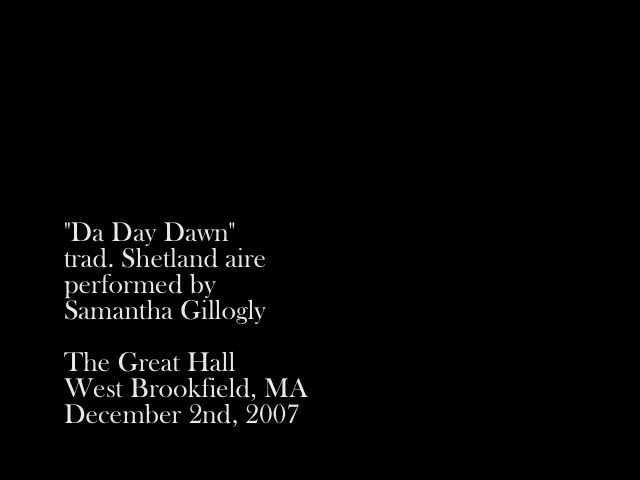 "Da Day Dawn"
trad. Shetland aire
performed by
Samantha Gillogly
The Great Hall
West Brookfield, MA
December 2nd, 2007